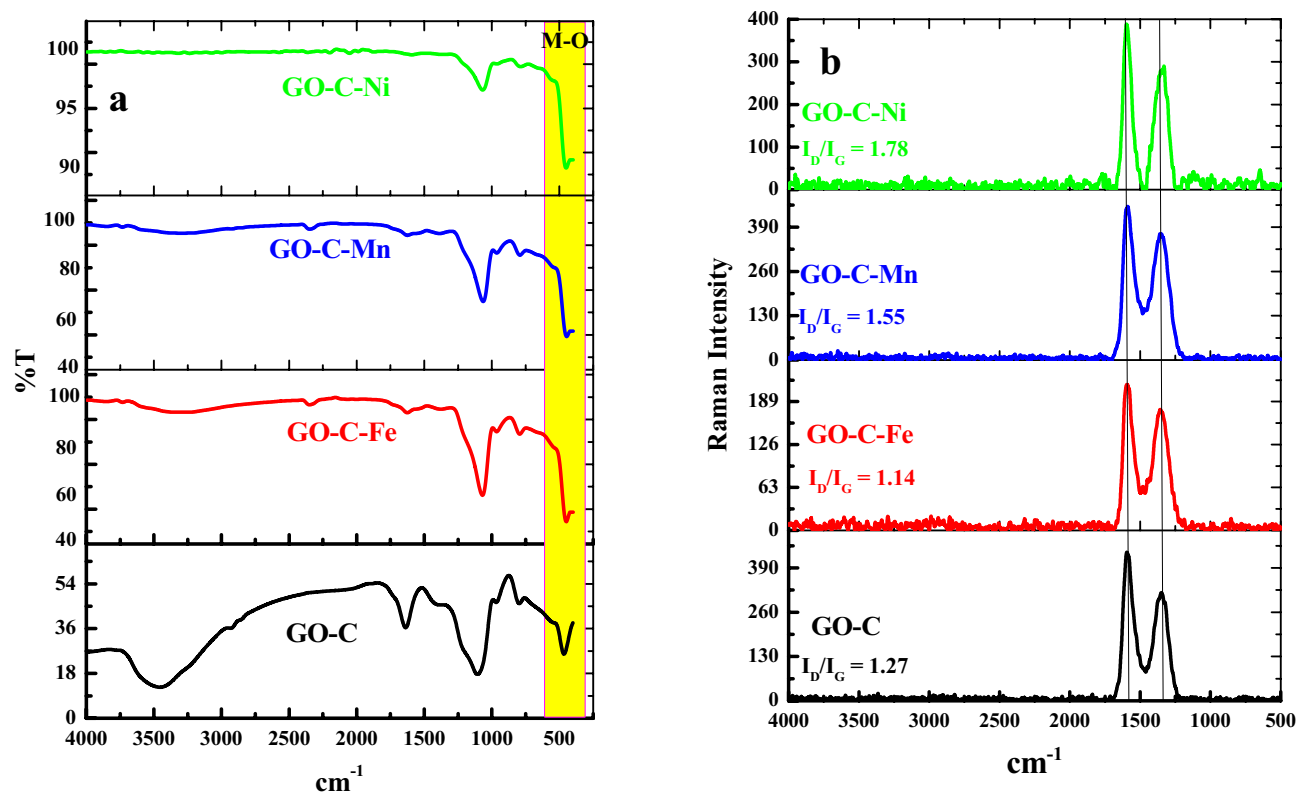 a
M-O
100
95
90
GO-C-Ni
100
80
60
40
GO-C-Mn
100
80
60
40
GO-C-Fe
54
36
18
0
GO-C
%T
4000 3500 3000 2500 2000 1500 1000 500
cm-1
b
400
300
200
100
0
GO-C-Ni
ID/IG = 1.78
390
260
130
0
GO-C-Mn
ID/IG = 1.55
189
126
63
0
GO-C-Fe
ID/IG = 1.14
390
260
130
0
GO-C
ID/IG = 1.27
Raman Intensity
4000 3500 3000 2500 2000 1500 1000 500
cm-1